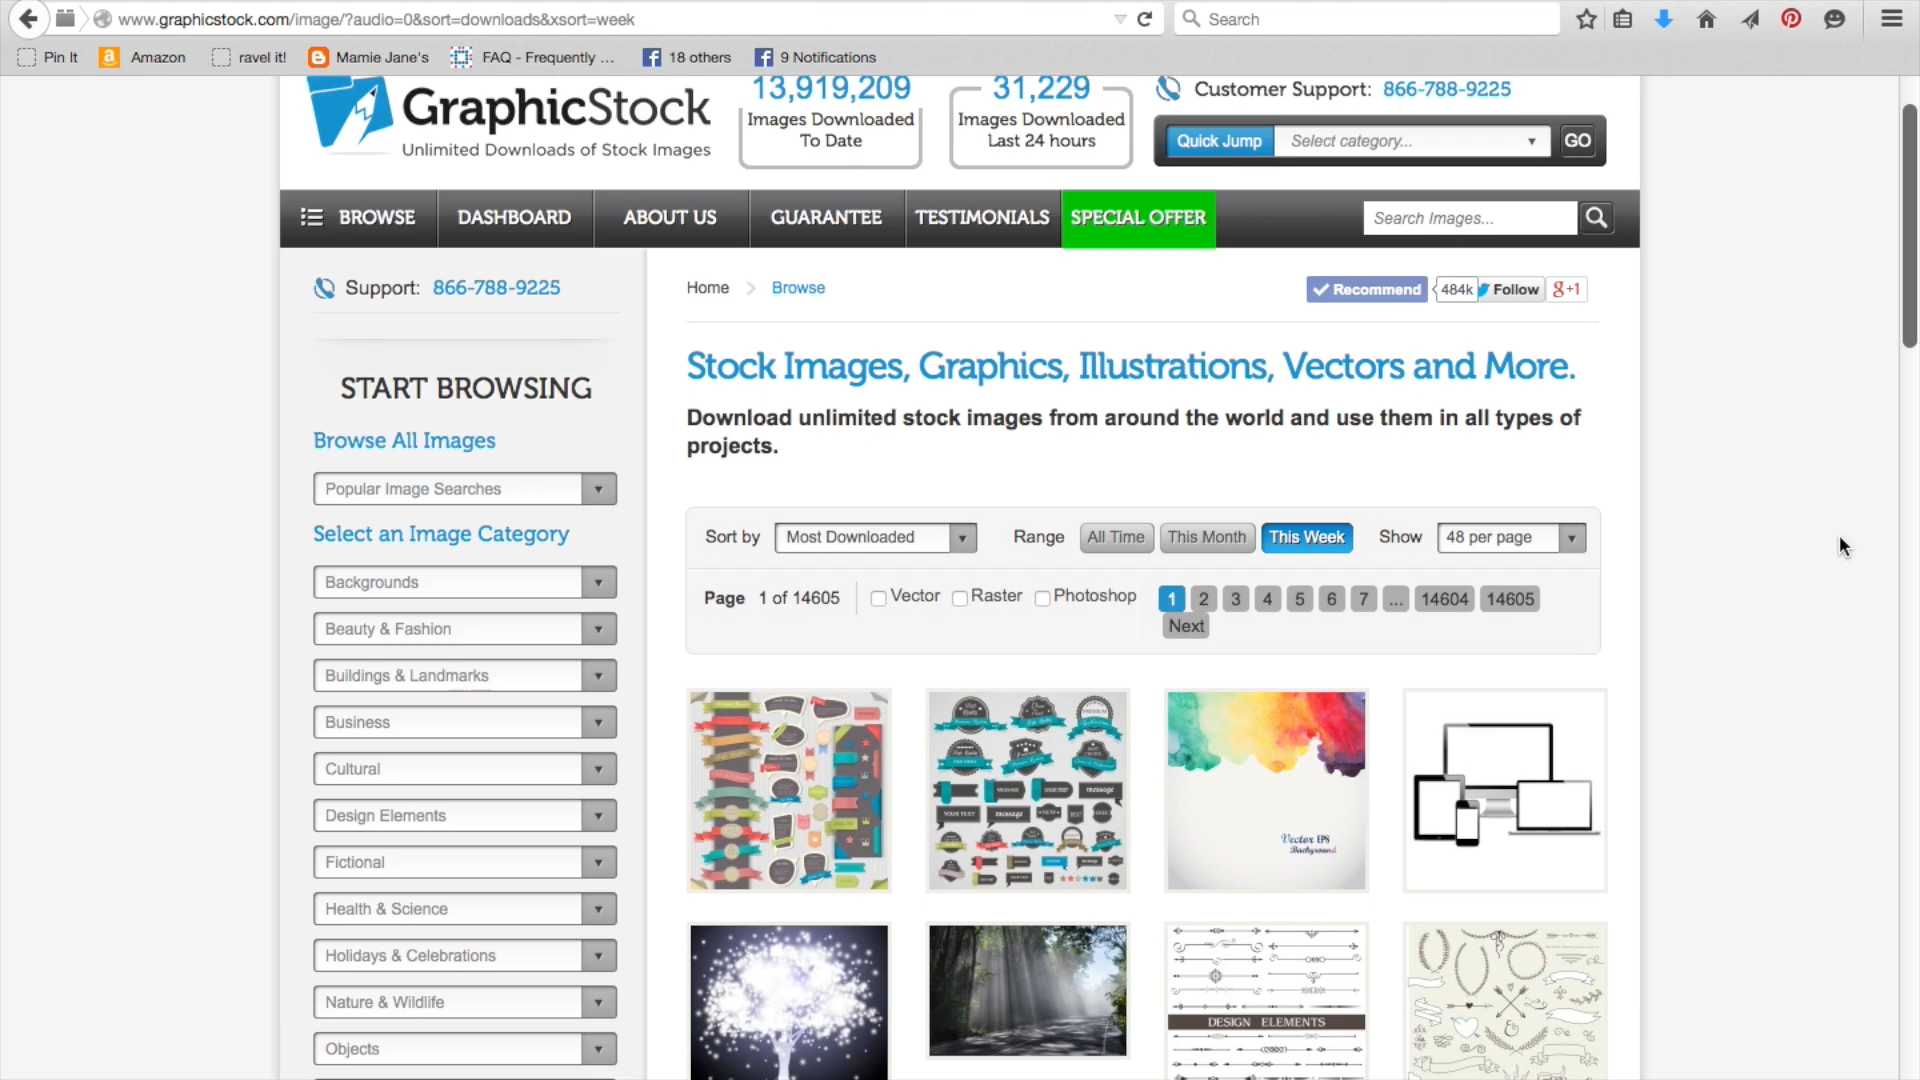 www.graphicstock.com/image/?audio=0&sort=downloads&xsort=week
Search
Pin It
Amazon
ravel it!
Mamie Jane's
FAQ - Frequently ...
18 others
9 Notifications
GraphicStock
Unlimited Downloads of Stock Images
13,919,209
Images Downloaded
To Date
31,229
Images Downloaded
Last 24 hours
Customer Support: 866-788-9225
Quick Jump
Select category...
GO
BROWSE
DASHBOARD
ABOUT US
GUARANTEE
TESTIMONIALS
SPECIAL OFFER
Search Images...
Support: 866-788-9225
START BROWSING
Browse All Images
Popular Image Searches
Select an Image Category
Backgrounds
Beauty & Fashion
Buildings & Landmarks
Business
Cultural
Design Elements
Fictional
Health & Science
Holidays & Celebrations
Nature & Wildlife
Objects
Home
Browse
Recommend
484k
Follow
g+1
Stock Images, Graphics, Illustrations, Vectors and More.
Download unlimited stock images from around the world and use them in all types of
projects.
Sort by
Most Downloaded
Range
All Time
This Month
This Week
Show
48 per page
Page 1 of 14605
Vector
Raster
Photoshop
1 2 3 4 5 6 7 ... 14604 14605
Next
Vector EPS
Background
DESIGN ELEMENTS